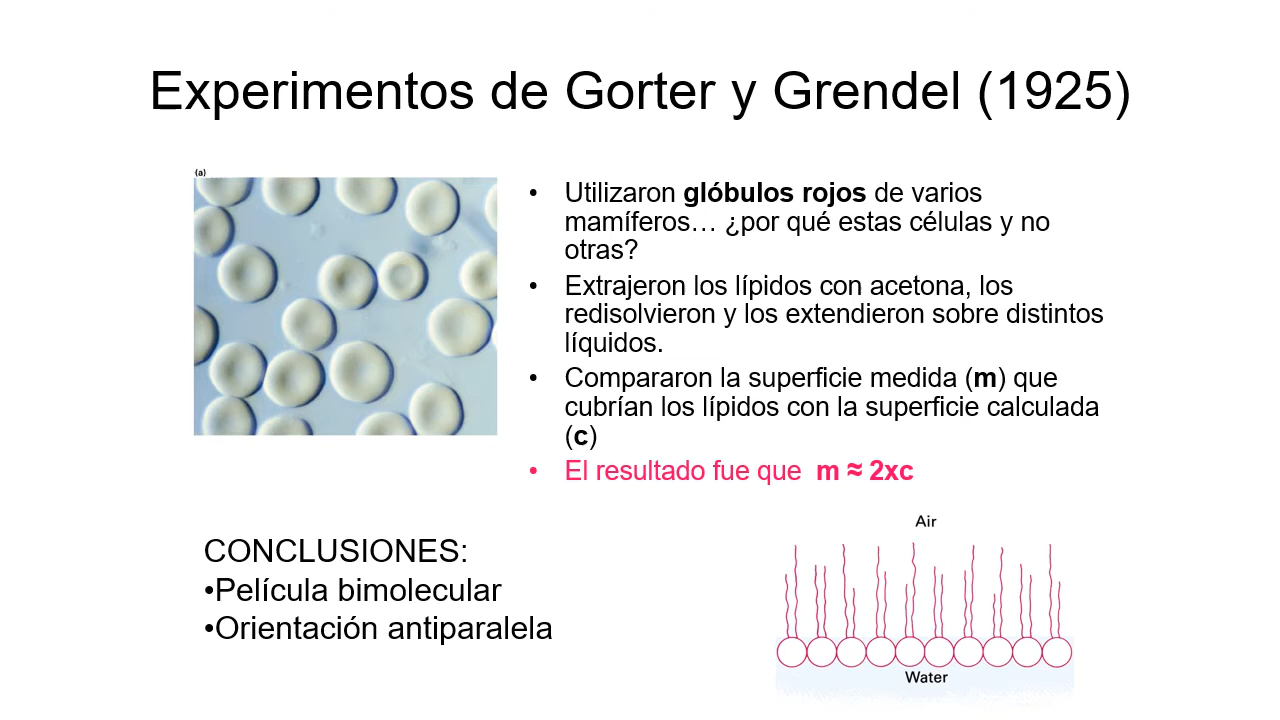 Experimentos de Gorter y Grendel (1925)
(a)
• Utilizaron glóbulos rojos de varios
mamíferos… ¿por qué estas células y no
otras?
• Extrajeron los lípidos con acetona, los
redisolvieron y los extendieron sobre distintos
líquidos.
• Compararon la superficie medida (m) que
cubrían los lípidos con la superficie calculada
(c)
• El resultado fue que m ≈ 2xc
CONCLUSIONES:
•Película bimolecular
•Orientación antiparalela
Air
Water